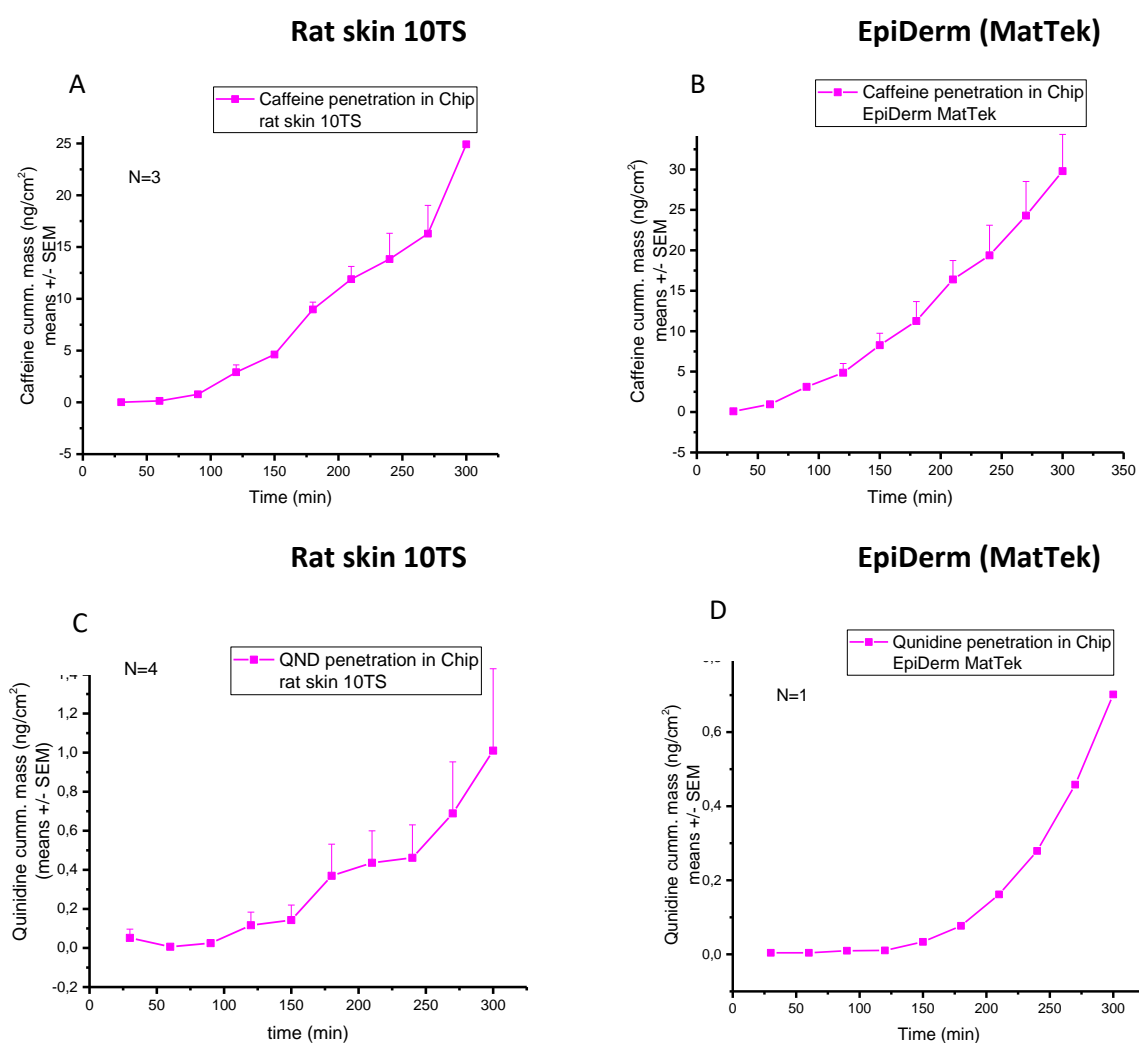 Rat skin 10TS
EpiDerm (MatTek)
A
Caffeine penetration in Chip
rat skin 10TS
N=3
25
20
15
10
5
0
-5
0
50
100
150
200
250
300
Caffeine cumm. mass (ng/cm²)
means +/- SEM
Time (min)
B
Caffeine penetration in Chip
EpiDerm MatTek
30
25
20
15
10
5
0
-5
0
50
100
150
200
250
300
350
Caffeine cumm. mass (ng/cm²)
means +/- SEM
Time (min)
Rat skin 10TS
EpiDerm (MatTek)
C
QND penetration in Chip
rat skin 10TS
N=4
1,4
1,2
1,0
0,8
0,6
0,4
0,2
0,0
-0,2
0
50
100
150
200
250
300
Quinidine cumm. mass (ng/cm²)
(means +/- SEM)
time (min)
D
Qunidine penetration in Chip
EpiDerm MatTek
N=1
0,8
0,6
0,4
0,2
0,0
0
50
100
150
200
250
300
Qunidine cumm. mass (ng/cm²)
means +/- SEM
Time (min)